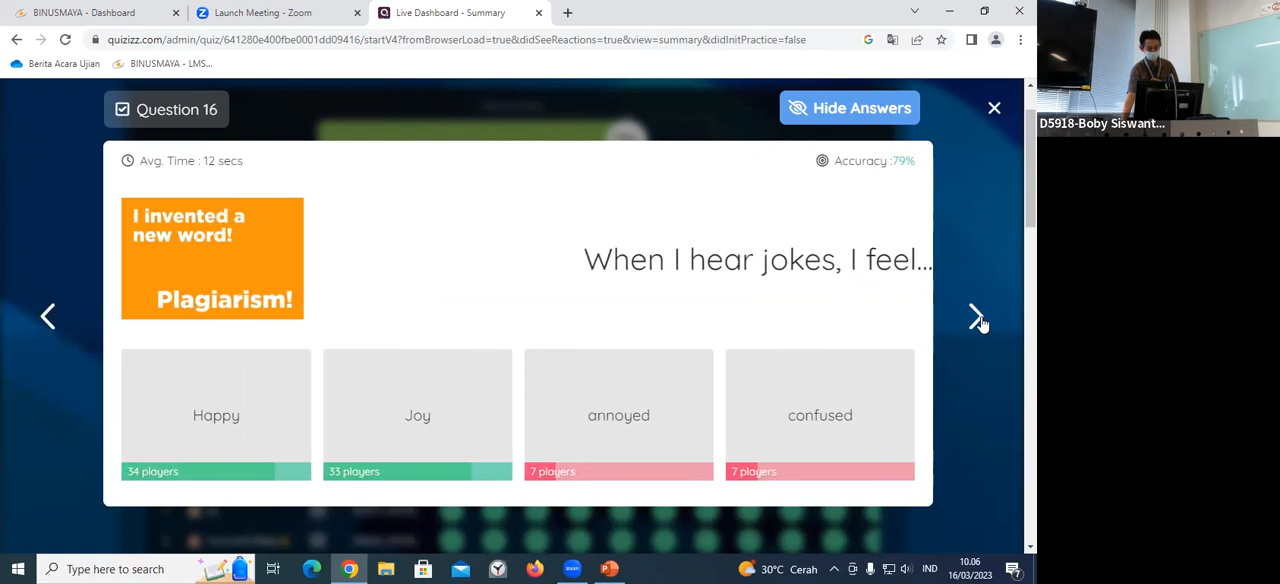 BINUSMAYA - Dashboard
Launch Meeting - Zoom
Live Dashboard - Summary
quizizz.com/admin/quiz/641280e400fbe0001dd09416/startV4?fromBrowserLoad=true&didSeeReactions=true&view=summary&didInitPractice=false
Berita Acara Ujian
BINUSMAYA - LMS...
D5918-Boby Siswant...
Question 16
Hide Answers
Avg. Time : 12 secs
Accuracy :79%
I invented a
new word!
Plagiarism!
When I hear jokes, I feel...
Happy
Joy
annoyed
confused
34 players
33 players
7 players
7 players
Type here to search
zoom
30°C Cerah
IND
10.06
16/03/2023
7